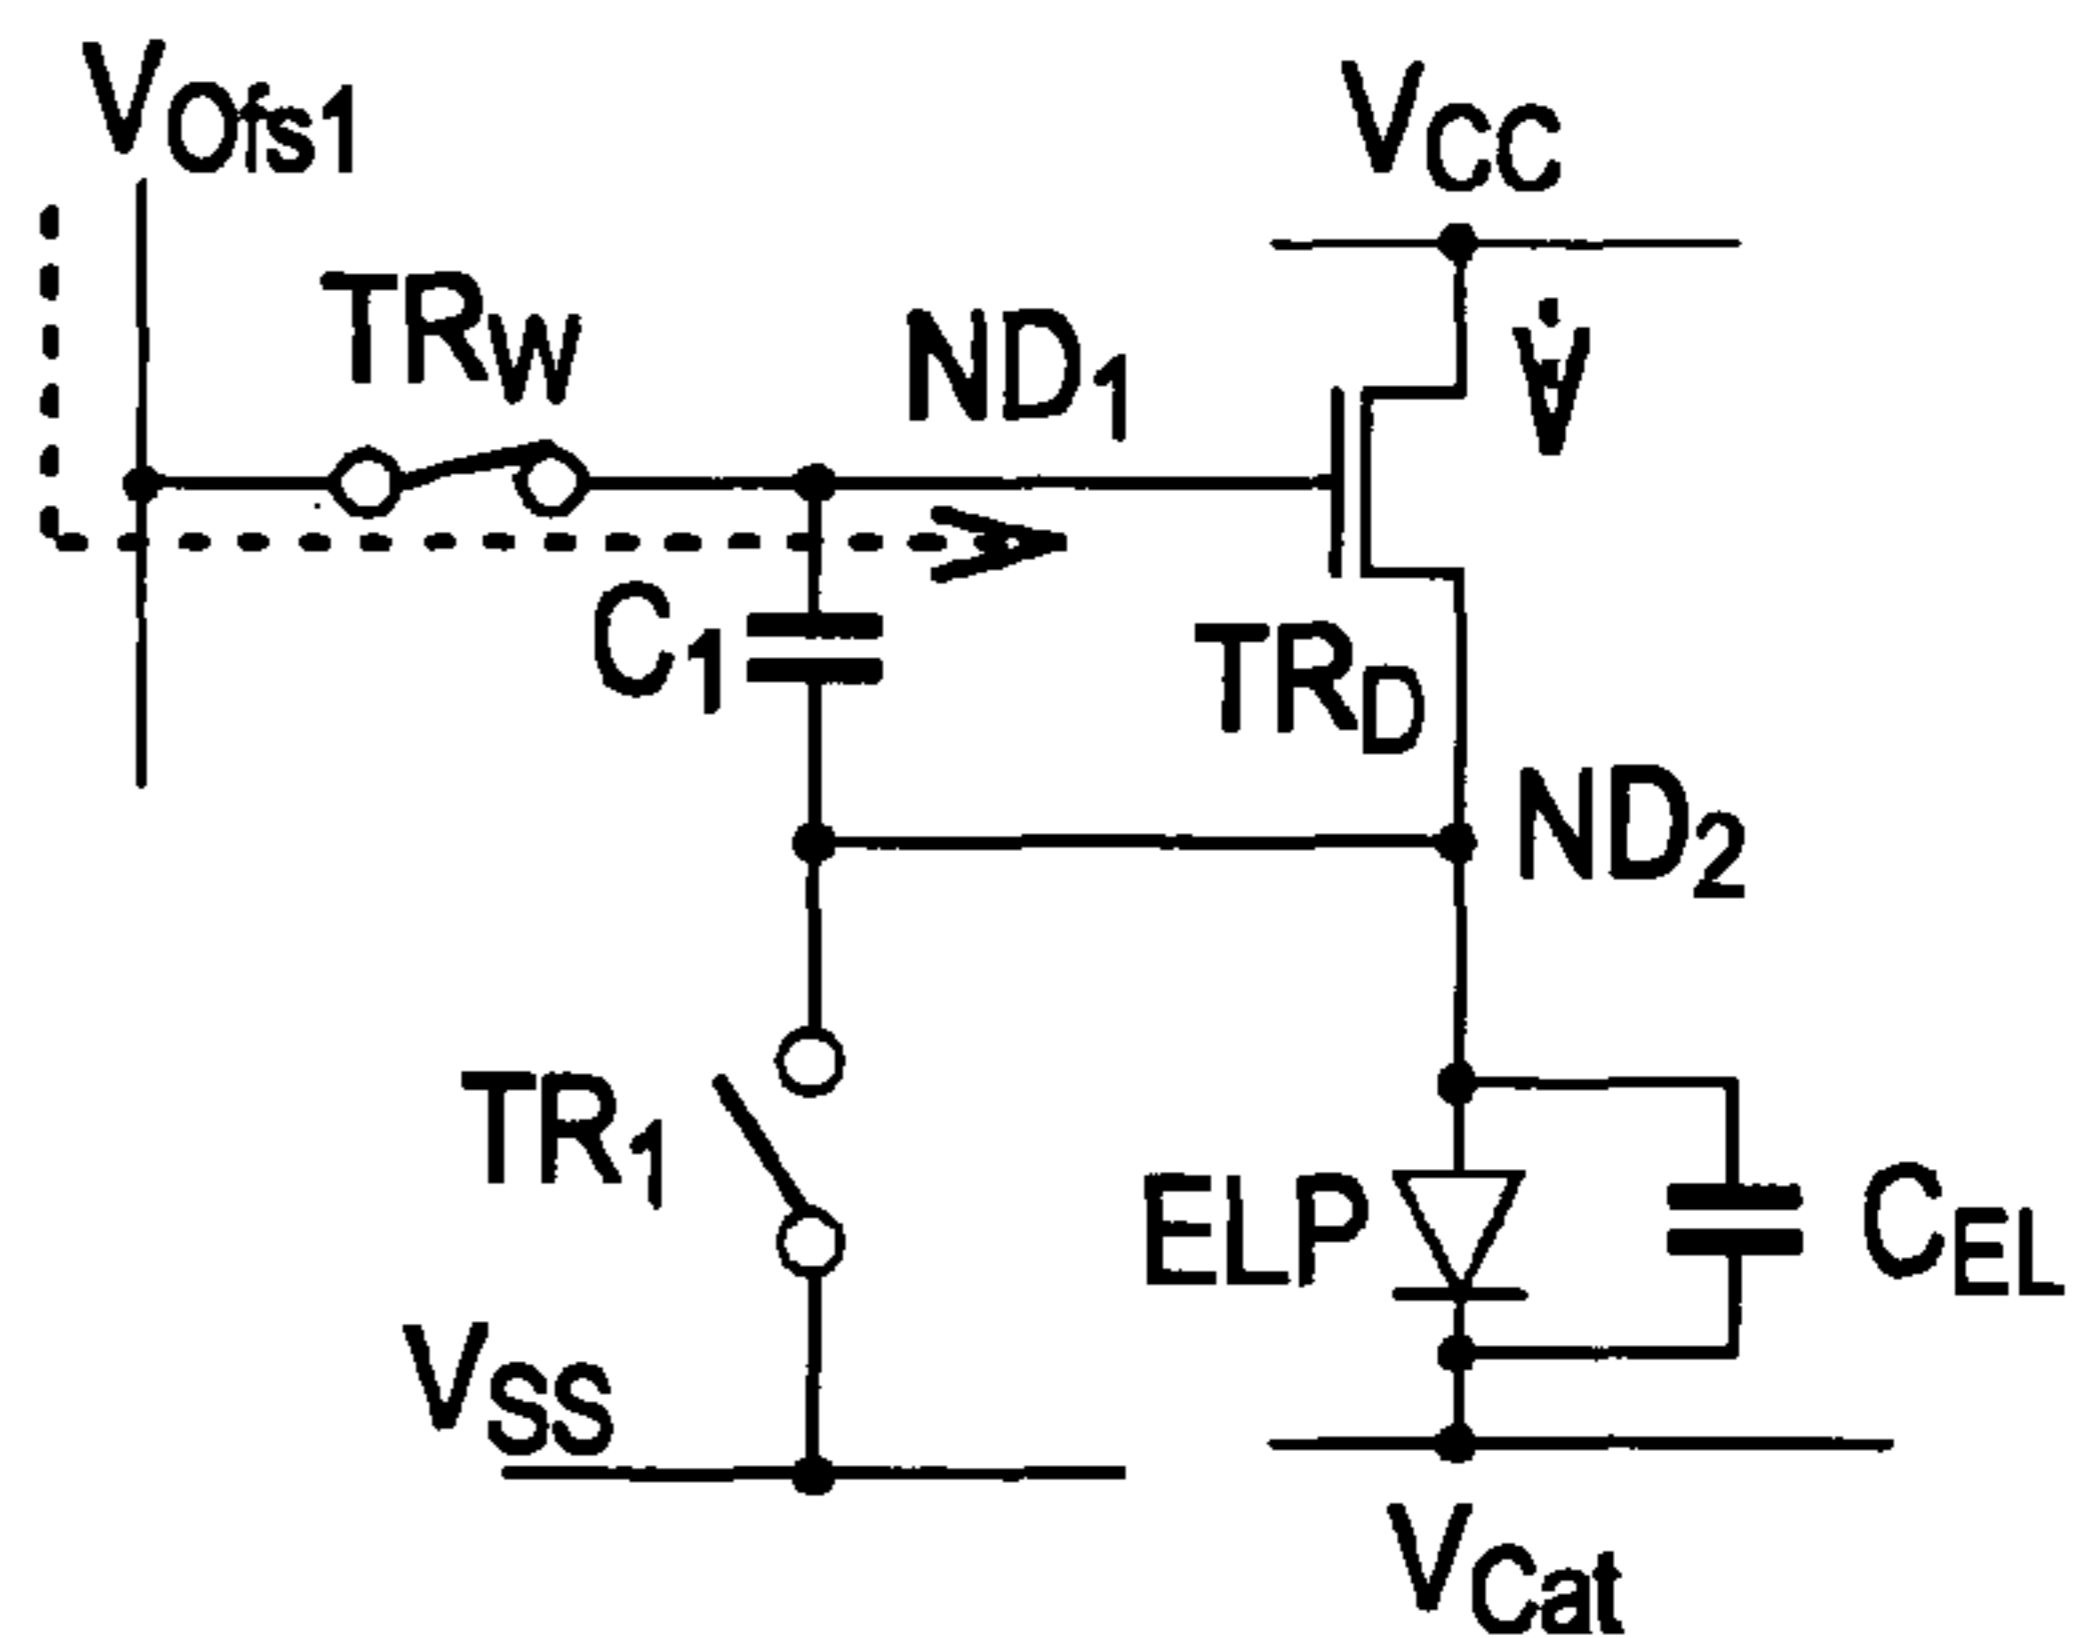 VOfs1
VCC
TRW
ND1
C1
TRD
ND2
TR1
ELP
CEL
VSS
VCat